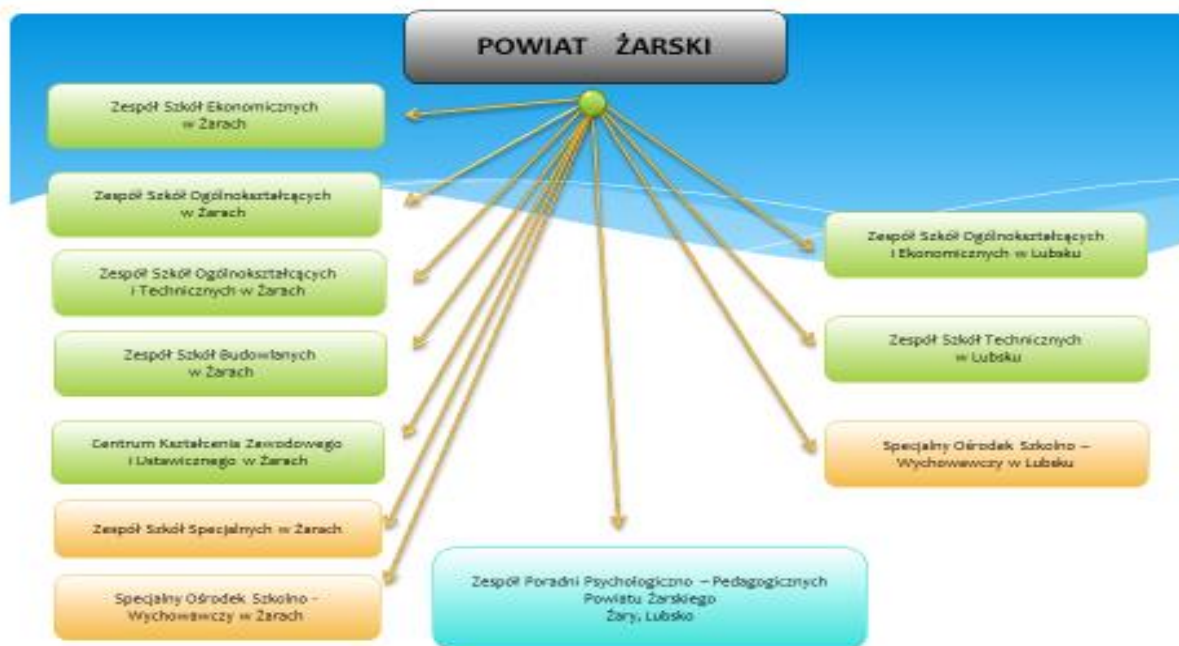 POWIAT ŻARSKI
Zespół Szkół Ekonomicznych
w Żarach
Zespół Szkół Ogólnokształcących
w Żarach
Zespół Szkół Ogólnokształcących
i Technicznych w Żarach
Zespół Szkół Budowlanych
w Żarach
Centrum Kształcenia Zawodowego
i Ustawicznego w Żarach
Zespół Szkół Specjalnych w Żarach
Specjalny Ośrodek Szkolno -
Wychowawczy w Żarach
Zespół Szkół Ogólnokształcących
i Ekonomicznych w Lubsku
Zespół Szkół Technicznych
w Lubsku
Specjalny Ośrodek Szkolno –
Wychowawczy w Lubsku
Zespół Poradni Psychologiczno – Pedagogicznych
Powiatu Żarskiego
Żary, Lubsko